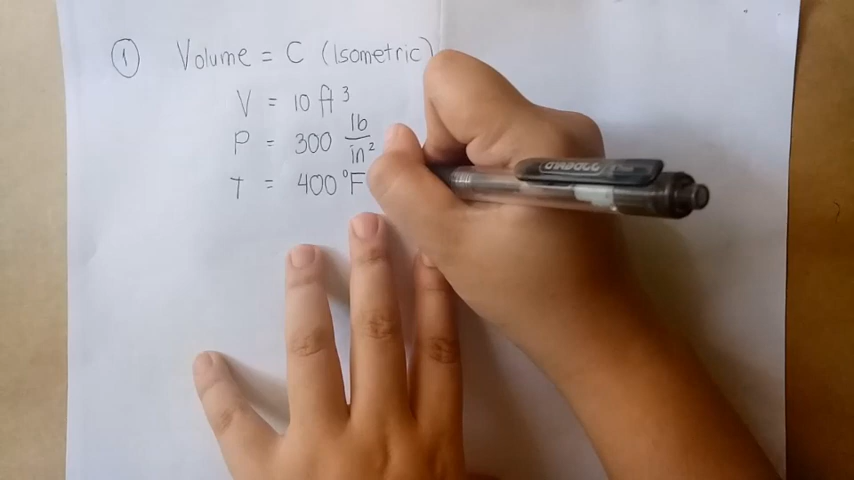 ① Volume = C (Isometric)
V = 10 ft³
P = 300 lb/in²
T = 400°F